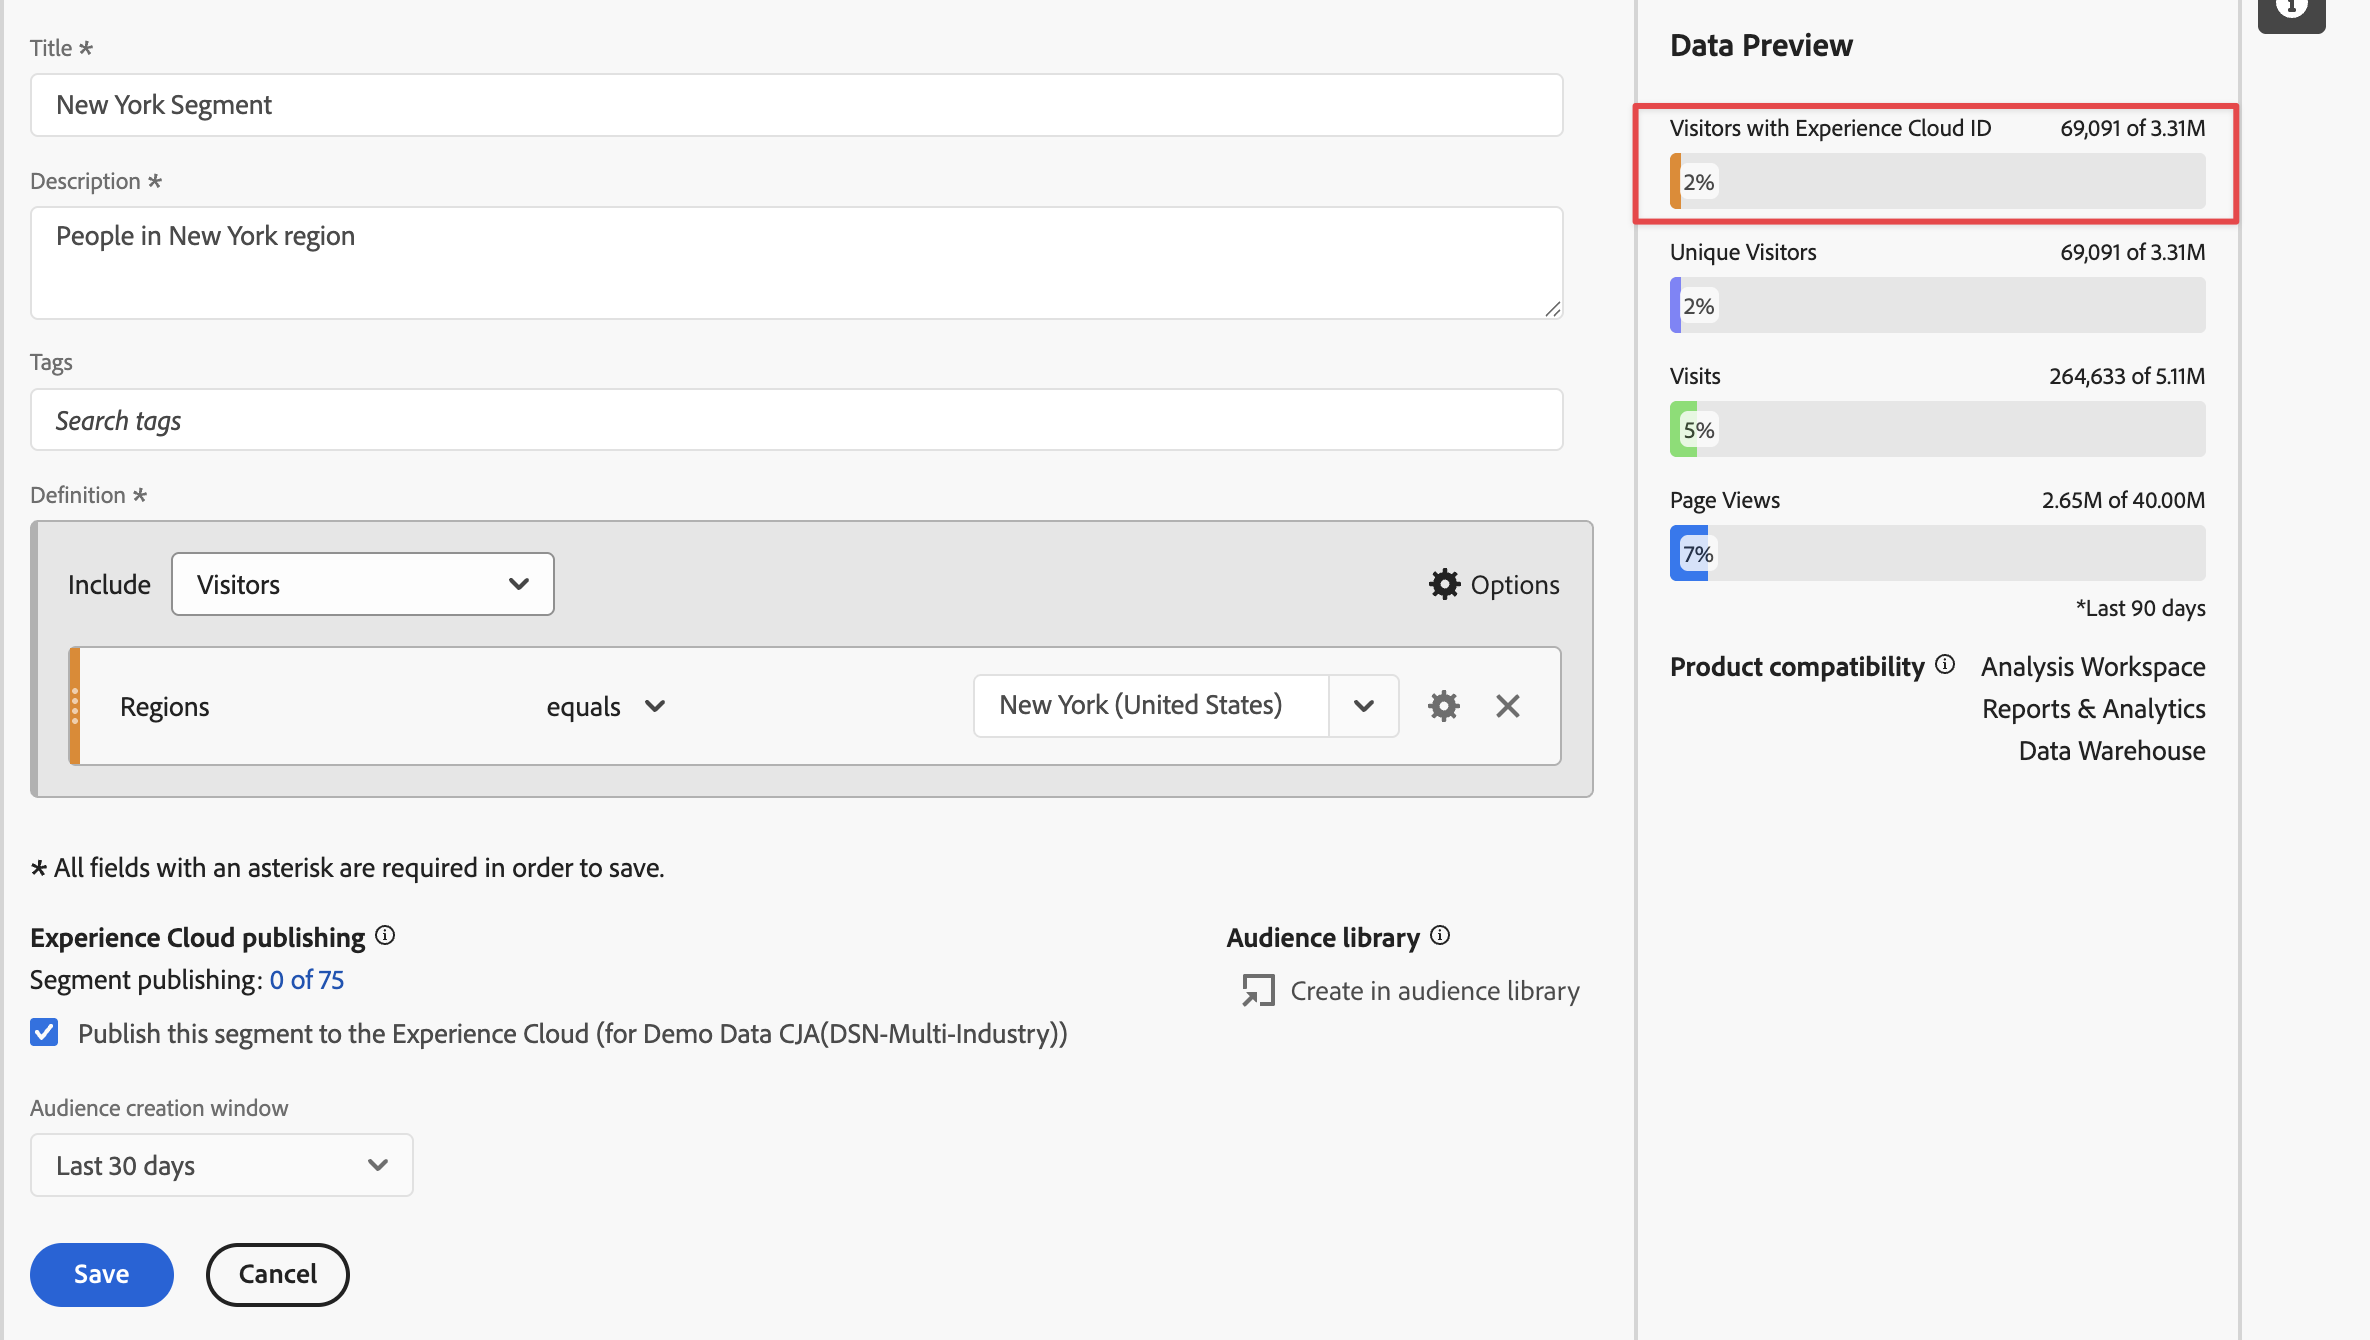 Title *
New York Segment
Description *
People in New York region
Tags
Search tags
Definition *
Include Visitors Options
Regions equals New York (United States)
* All fields with an asterisk are required in order to save.
Experience Cloud publishing
Segment publishing: 0 of 75
Publish this segment to the Experience Cloud (for Demo Data CJA(DSN-Multi-Industry))
Audience library
Create in audience library
Audience creation window
Last 30 days
Save Cancel
Data Preview
Visitors with Experience Cloud ID 69,091 of 3.31M
2%
Unique Visitors 69,091 of 3.31M
2%
Visits 264,633 of 5.11M
5%
Page Views 2.65M of 40.00M
7%
*Last 90 days
Product compatibility Analysis Workspace
Reports & Analytics
Data Warehouse